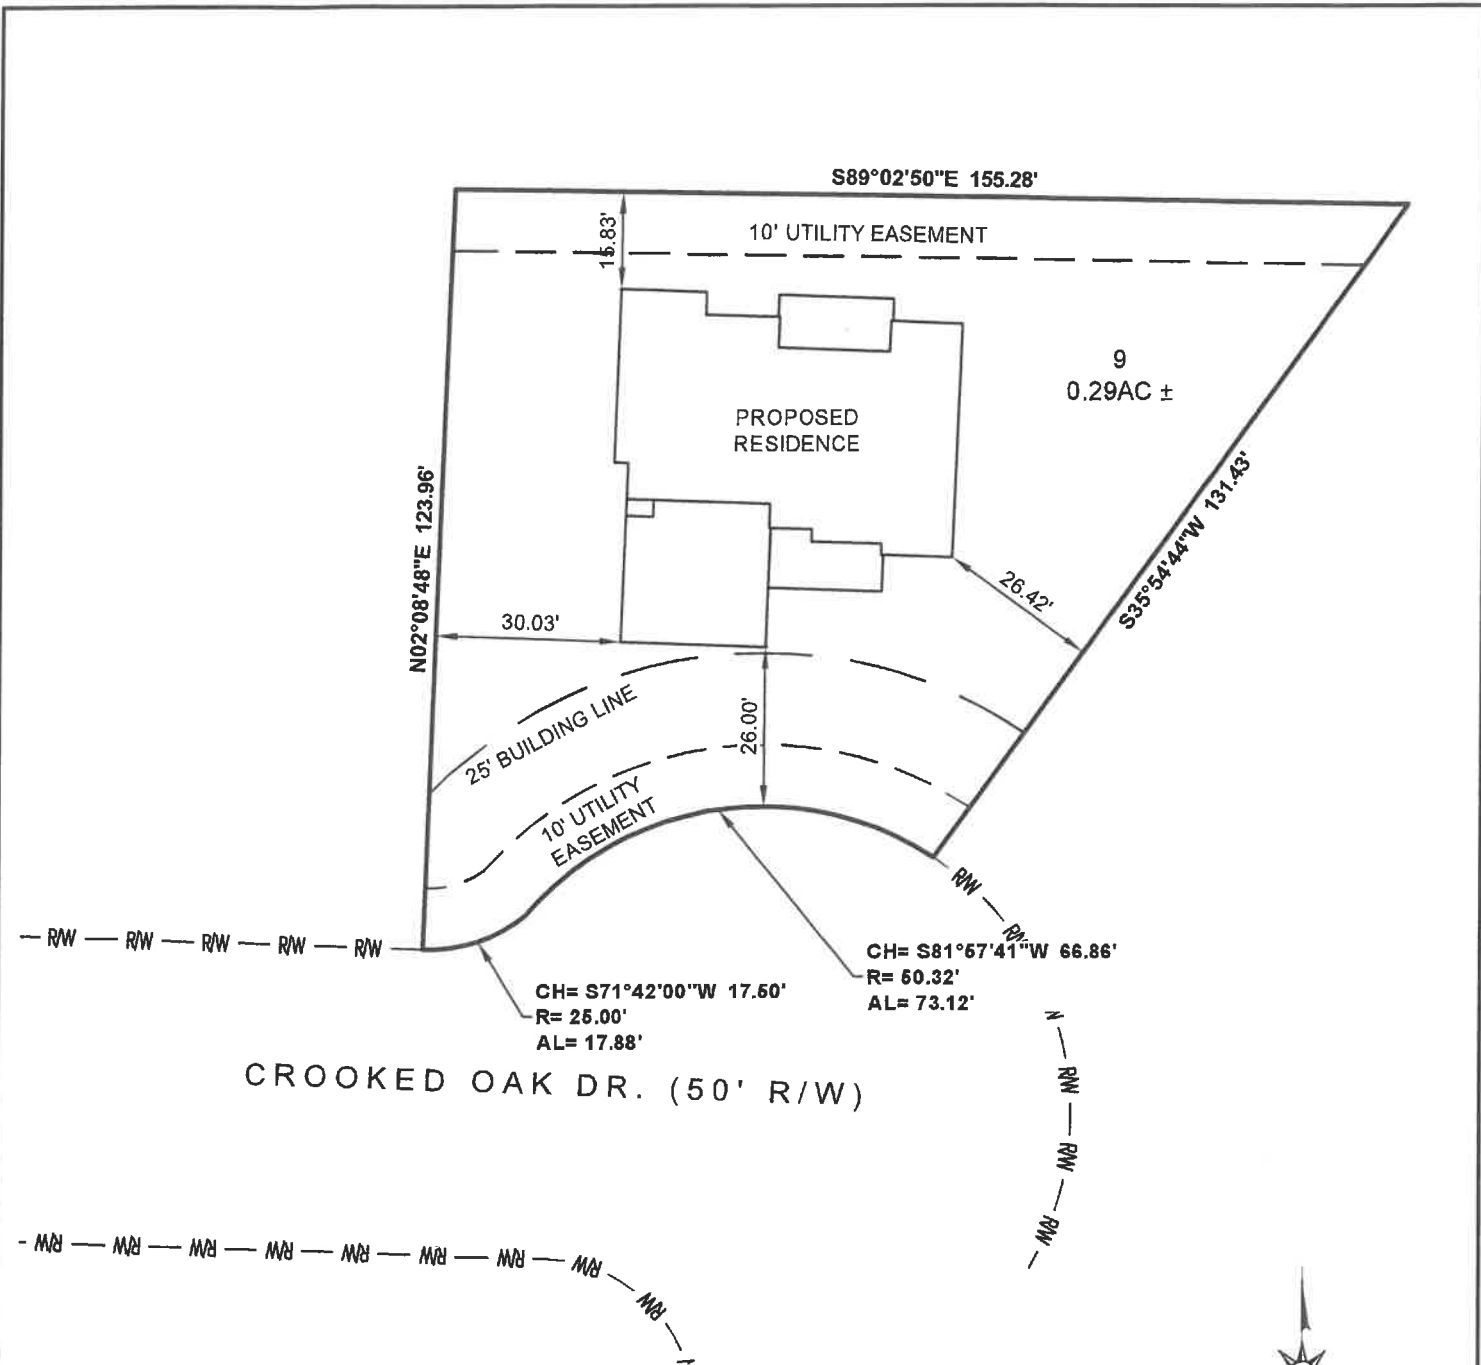 S89°02'50"E 155.28'
15.83'
10' UTILITY EASEMENT
9
0.29AC ±
PROPOSED
RESIDENCE
N02°08'48"E 123.96'
S35°54'44"W 131.43'
26.42'
30.03'
25' BUILDING LINE
26.00'
10' UTILITY
EASEMENT
R/W
R/W
R/W R/W R/W R/W R/W
CH= S81°57'41"W 66.86'
R= 50.32'
AL= 73.12'
CH= S71°42'00"W 17.50'
R= 25.00'
AL= 17.88'
CROOKED OAK DR. (50' R/W)
R/W
R/W
R/W
R/W R/W R/W R/W R/W R/W R/W R/W
R/W